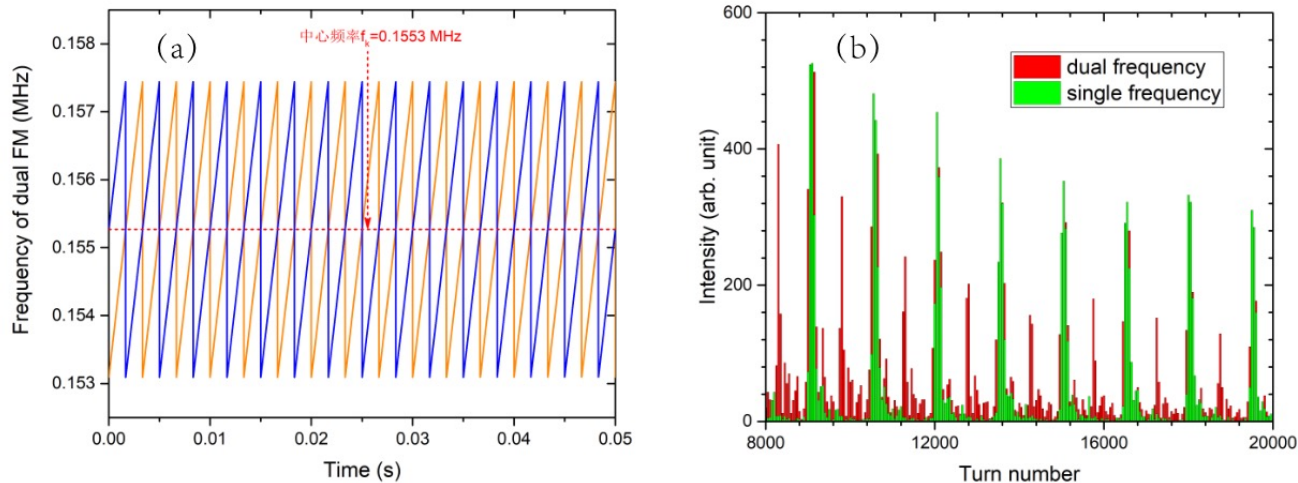 (a)
中心频率fk=0.1553 MHz
Frequency of dual FM (MHz)
0.158
0.157
0.156
0.155
0.154
0.153
0.00
0.01
0.02
0.03
0.04
0.05
Time (s)
(b)
dual frequency
single frequency
Intensity (arb. unit)
600
400
200
0
8000
12000
16000
20000
Turn number